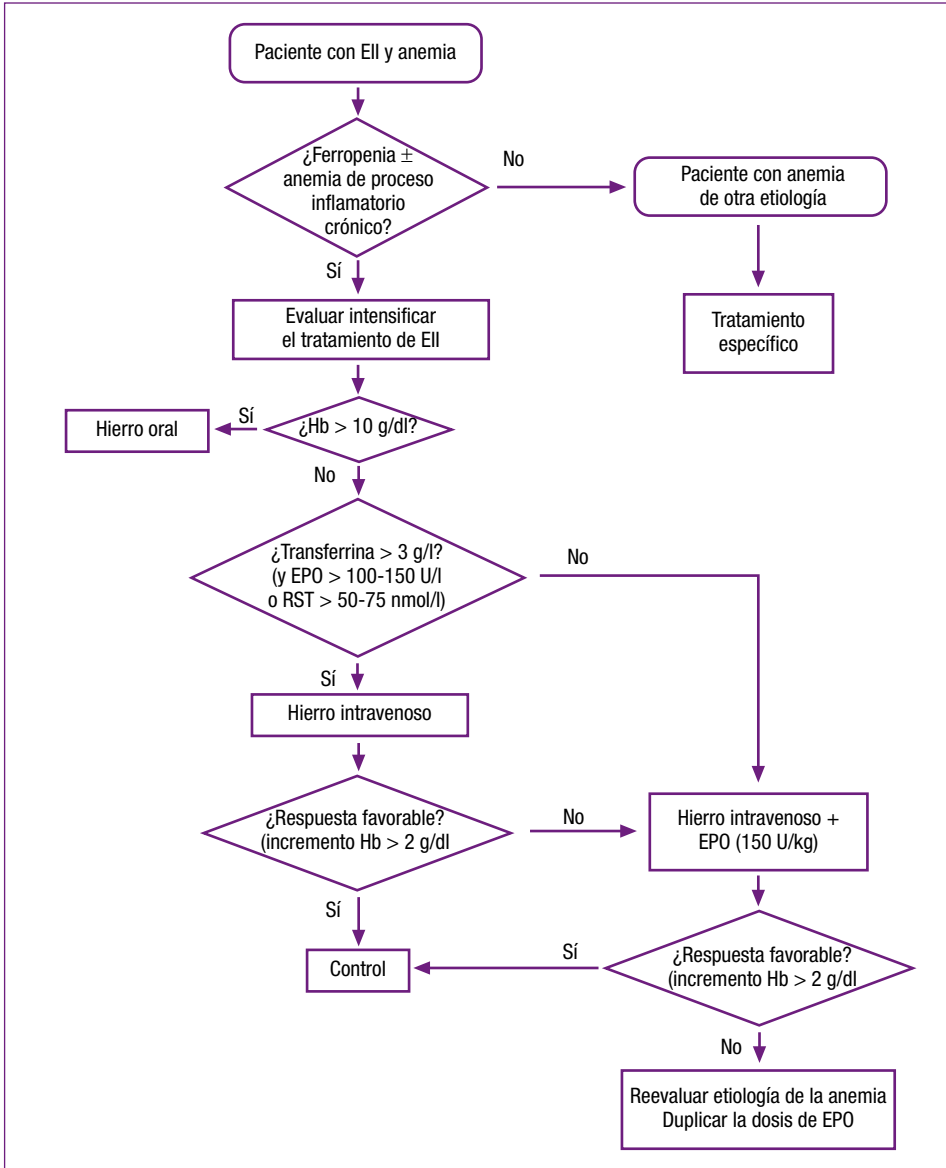 Paciente con EII y anemia
¿Ferropenia ±
anemia de proceso
inflamatorio
crónico?
No
Paciente con anemia
de otra etiología
Sí
Evaluar intensificar
el tratamiento de EII
Tratamiento
específico
Hierro oral
Sí
¿Hb > 10 g/dl?
No
¿Transferrina > 3 g/l?
(y EPO > 100-150 U/l
o RST > 50-75 nmol/l)
No
Sí
Hierro intravenoso
¿Respuesta favorable?
(incremento Hb > 2 g/dl
No
Hierro intravenoso +
EPO (150 U/kg)
Sí
Control
Sí
¿Respuesta favorable?
(incremento Hb > 2 g/dl
No
Reevaluar etiología de la anemia
Duplicar la dosis de EPO